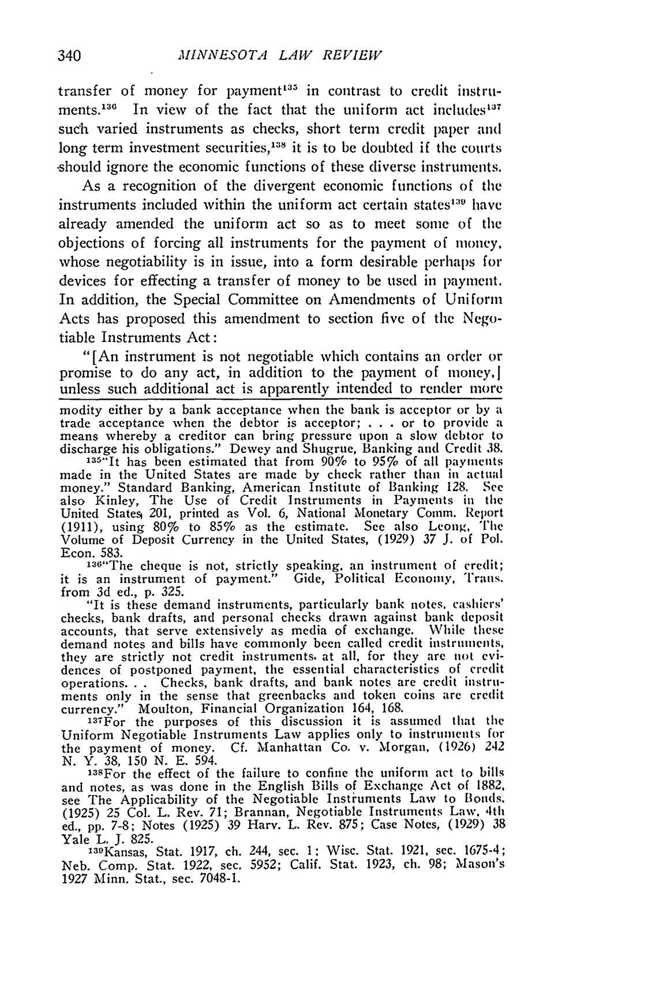 340 MINNESOTA LAW REVIEW
transfer of money for payment¹³⁵ in contrast to credit instru-
ments.¹³⁶ In view of the fact that the uniform act includes¹³⁷
such varied instruments as checks, short term credit paper and
long term investment securities,¹³⁸ it is to be doubted if the courts
should ignore the economic functions of these diverse instruments.
As a recognition of the divergent economic functions of the
instruments included within the uniform act certain states¹³⁹ have
already amended the uniform act so as to meet some of the
objections of forcing all instruments for the payment of money,
whose negotiability is in issue, into a form desirable perhaps for
devices for effecting a transfer of money to be used in payment.
In addition, the Special Committee on Amendments of Uniform
Acts has proposed this amendment to section five of the Nego-
tiable Instruments Act:
"[An instrument is not negotiable which contains an order or
promise to do any act, in addition to the payment of money,]
unless such additional act is apparently intended to render more
modity either by a bank acceptance when the bank is acceptor or by a
trade acceptance when the debtor is acceptor; . . . or to provide a
means whereby a creditor can bring pressure upon a slow debtor to
discharge his obligations." Dewey and Shugrue, Banking and Credit 38.
¹³⁵"It has been estimated that from 90% to 95% of all payments
made in the United States are made by check rather than in actual
money." Standard Banking, American Institute of Banking 128. See
also Kinley, The Use of Credit Instruments in Payments in the
United States, 201, printed as Vol. 6, National Monetary Comm. Report
(1911), using 80% to 85% as the estimate. See also Leong, The
Volume of Deposit Currency in the United States, (1929) 37 J. of Pol.
Econ. 583.
¹³⁶"The cheque is not, strictly speaking, an instrument of credit;
it is an instrument of payment." Gide, Political Economy, Trans.
from 3d ed., p. 325.
"It is these demand instruments, particularly bank notes, cashiers'
checks, bank drafts, and personal checks drawn against bank deposit
accounts, that serve extensively as media of exchange. While these
demand notes and bills have commonly been called credit instruments,
they are strictly not credit instruments. at all, for they are not evi-
dences of postponed payment, the essential characteristics of credit
operations. . . Checks, bank drafts, and bank notes are credit instru-
ments only in the sense that greenbacks and token coins are credit
currency." Moulton, Financial Organization 164, 168.
¹³⁷For the purposes of this discussion it is assumed that the
Uniform Negotiable Instruments Law applies only to instruments for
the payment of money. Cf. Manhattan Co. v. Morgan, (1926) 242
N. Y. 38, 150 N. E. 594.
¹³⁸For the effect of the failure to confine the uniform act to bills
and notes, as was done in the English Bills of Exchange Act of 1882,
see The Applicability of the Negotiable Instruments Law to Bonds,
(1925) 25 Col. L. Rev. 71; Brannan, Negotiable Instruments Law, 4th
ed., pp. 7-8; Notes (1925) 39 Harv. L. Rev. 875; Case Notes, (1929) 38
Yale L. J. 825.
¹³⁹Kansas, Stat. 1917, ch. 244, sec. 1; Wisc. Stat. 1921, sec. 1675-4;
Neb. Comp. Stat. 1922, sec. 5952; Calif. Stat. 1923, ch. 98; Mason's
1927 Minn. Stat., sec. 7048-1.